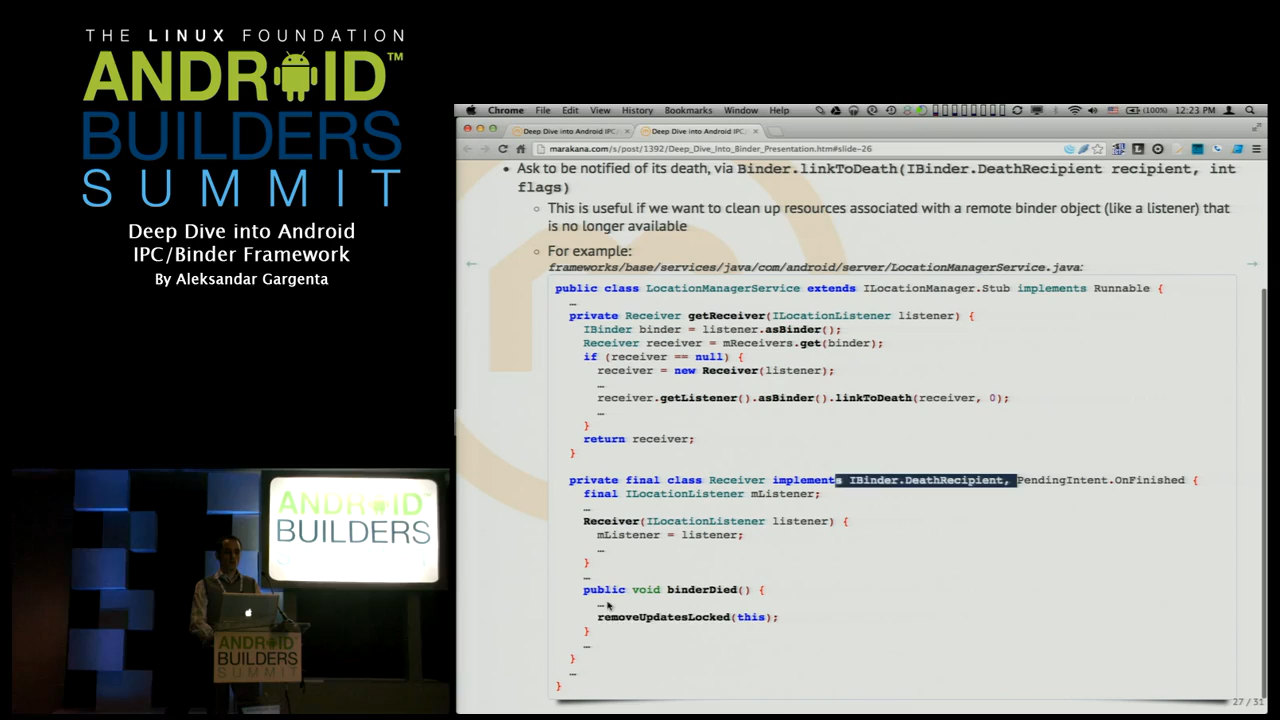 THE LINUX FOUNDATION
ANDROID™
BUILDERS
SUMMIT
Deep Dive into Android
IPC/Binder Framework
By Aleksandar Gargenta
Chrome File Edit View History Bookmarks Window Help (100%) 12:23 PM
Deep Dive into Android IPC/ Deep Dive into Android IPC/
marakana.com/s/post/1392/Deep_Dive_Into_Binder_Presentation.htm#slide-26
• Ask to be notified of its death, via Binder.linkToDeath(IBinder.DeathRecipient recipient, int
flags)
This is useful if we want to clean up resources associated with a remote binder object (like a listener) that
is no longer available
For example:
frameworks/base/services/java/com/android/server/LocationManagerService.java:
public class LocationManagerService extends ILocationManager.Stub implements Runnable {
…
private Receiver getReceiver(ILocationListener listener) {
IBinder binder = listener.asBinder();
Receiver receiver = mReceivers.get(binder);
if (receiver == null) {
receiver = new Receiver(listener);
…
receiver.getListener().asBinder().linkToDeath(receiver, 0);
…
}
return receiver;
}
private final class Receiver implements IBinder.DeathRecipient, PendingIntent.OnFinished {
final ILocationListener mListener;
…
Receiver(ILocationListener listener) {
mListener = listener;
…
}
…
public void binderDied() {
…
removeUpdatesLocked(this);
}
…
}
…
}
27 / 31
ANDROID
BUILDERS
ANDROID
BUILDERS
SUMMIT